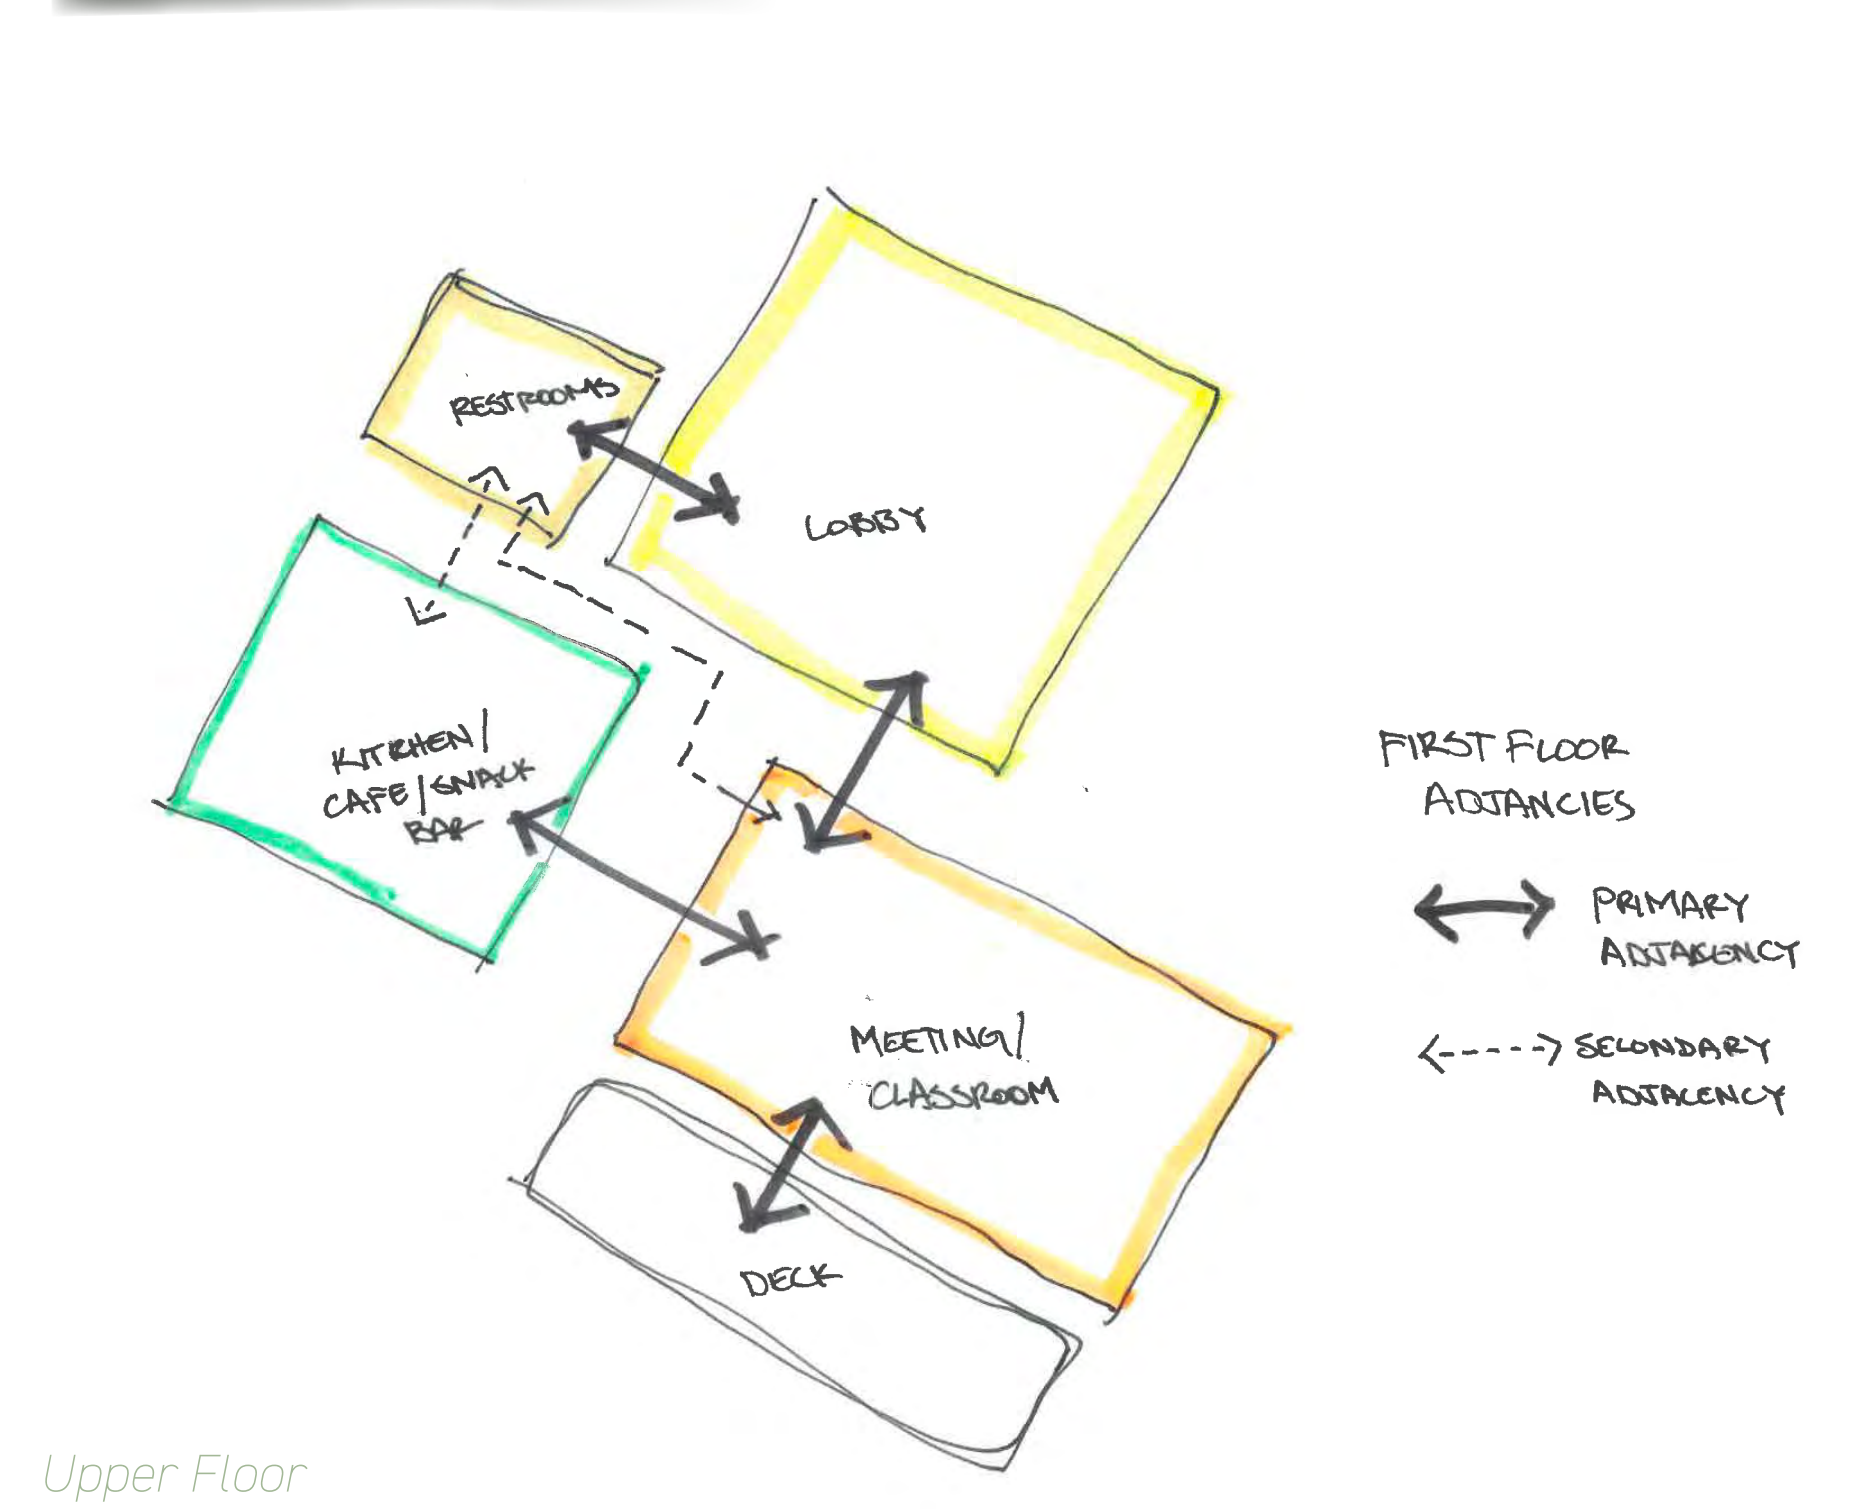 RESTROOMS
LOBBY
KITCHEN/
CAFE/SNACK
BAR
MEETING/
CLASSROOM
DECK
FIRST FLOOR
ADJANCIES
PRIMARY
ADJACENCY
SECONDARY
ADJACENCY
Upper Floor